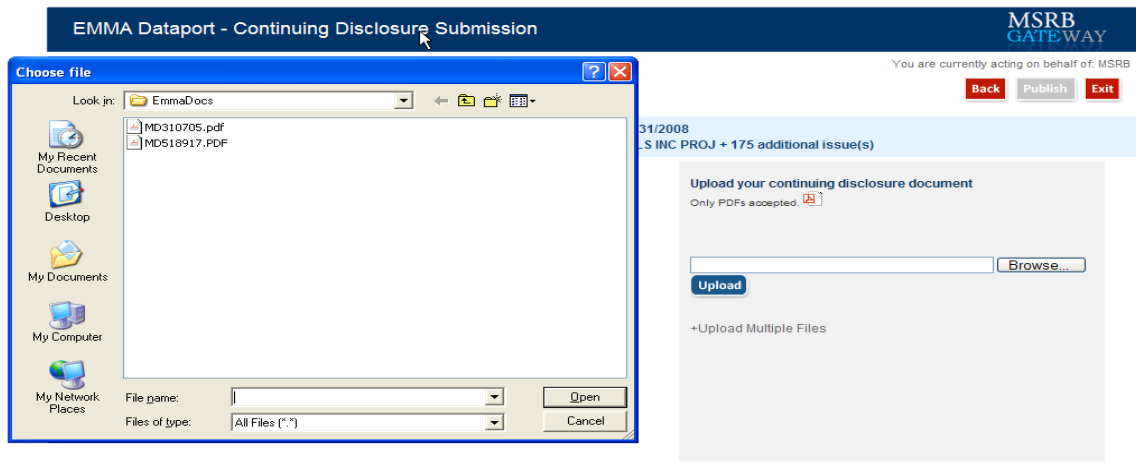 EMMA Dataport - Continuing Disclosure Submission
MSRB
GATEWAY
You are currently acting on behalf of: MSRB
Back Publish Exit
Choose file
Look in: EmmaDocs
MD310705.pdf
MD518917.PDF
My Recent
Documents
Desktop
My Documents
My Computer
My Network
Places
File name:
Open
Files of type: All Files (*.*)
Cancel
31/2008
LS INC PROJ + 175 additional issue(s)
Upload your continuing disclosure document
Only PDFs accepted.
Browse...
Upload
+Upload Multiple Files